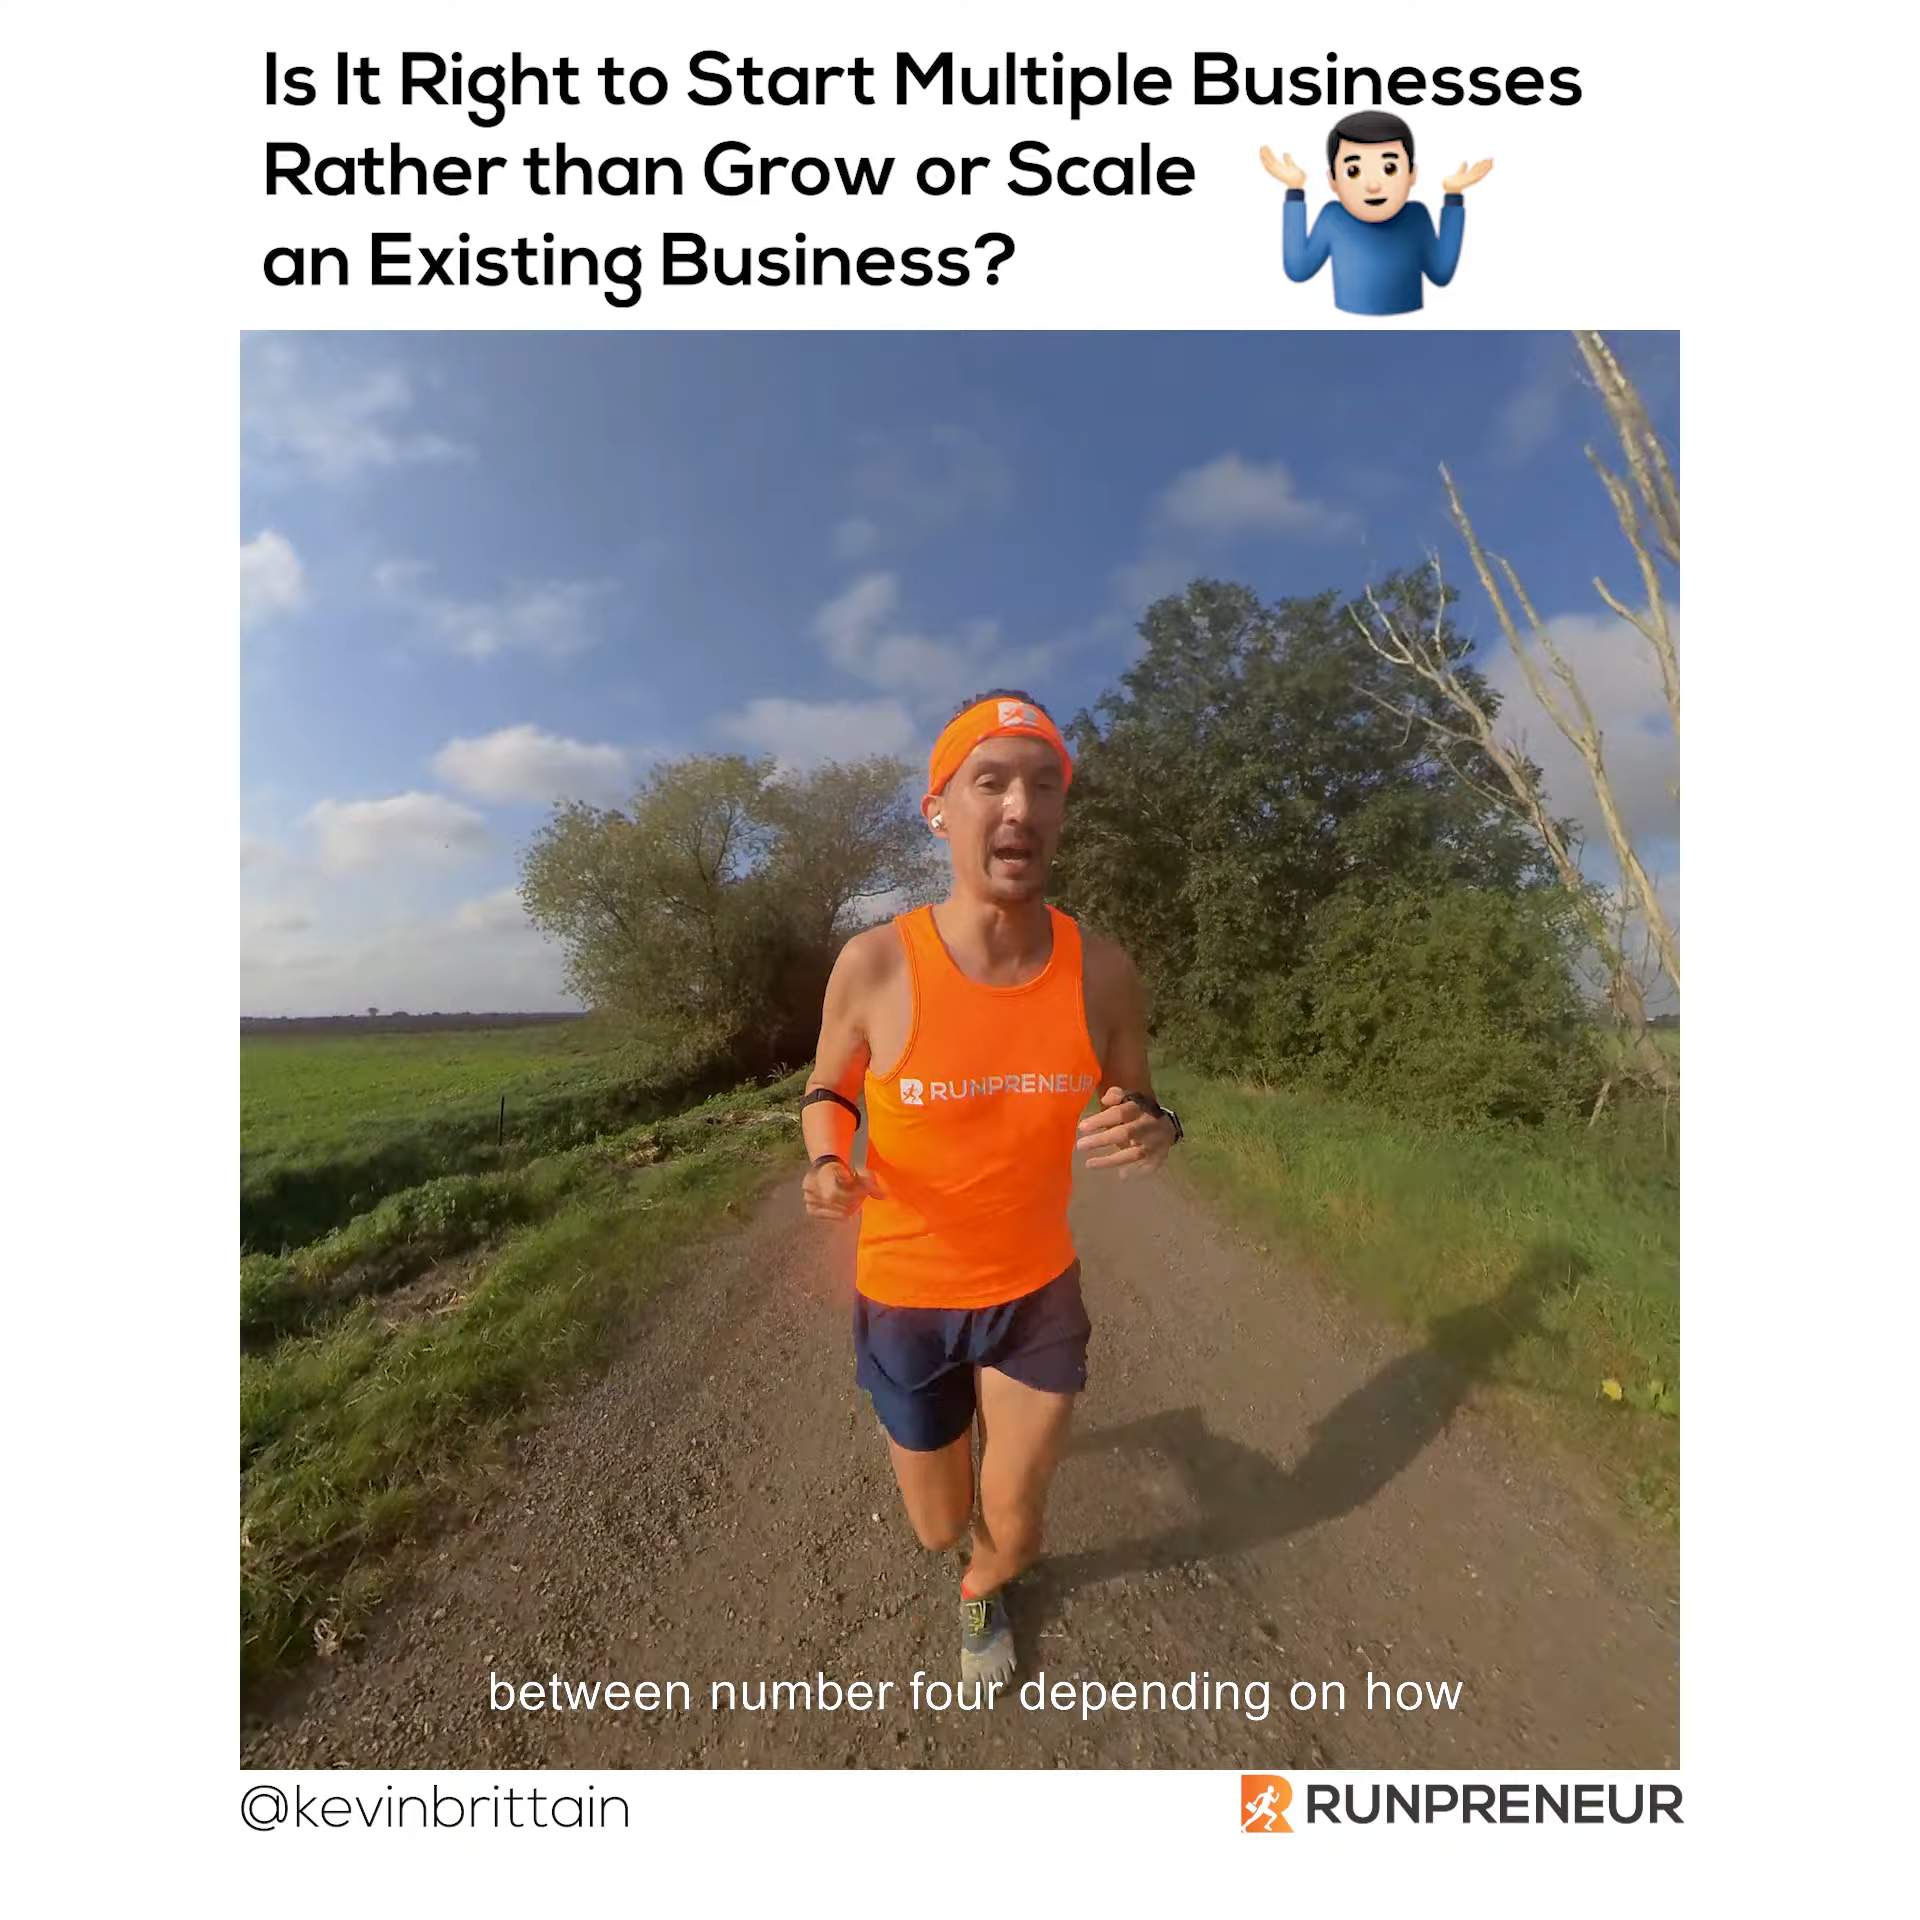 Is It Right to Start Multiple Businesses
Rather than Grow or Scale
an Existing Business?
RUNPRENEUR
between number four depending on how
@kevinbrittain
RUNPRENEUR